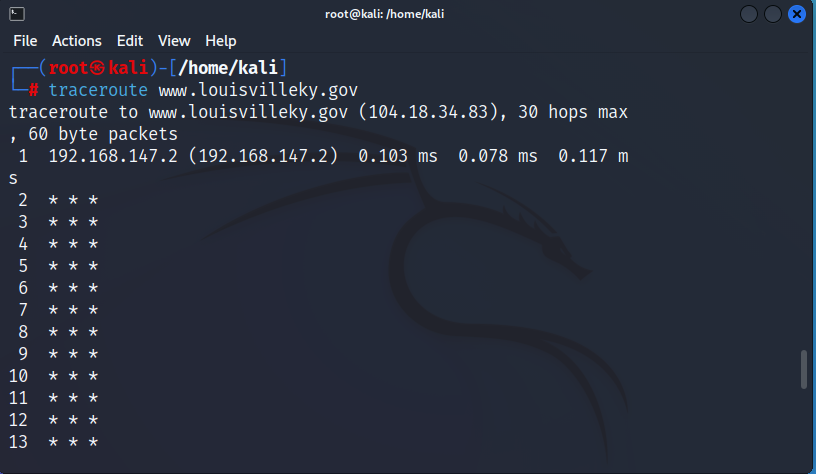 root@kali: /home/kali
File Actions Edit View Help
┌──(root㉿kali)-[/home/kali]
└─# traceroute www.louisvilleky.gov
traceroute to www.louisvilleky.gov (104.18.34.83), 30 hops max
, 60 byte packets
1 192.168.147.2 (192.168.147.2) 0.103 ms 0.078 ms 0.117 m
s
2 * * *
3 * * *
4 * * *
5 * * *
6 * * *
7 * * *
8 * * *
9 * * *
10 * * *
11 * * *
12 * * *
13 * * *